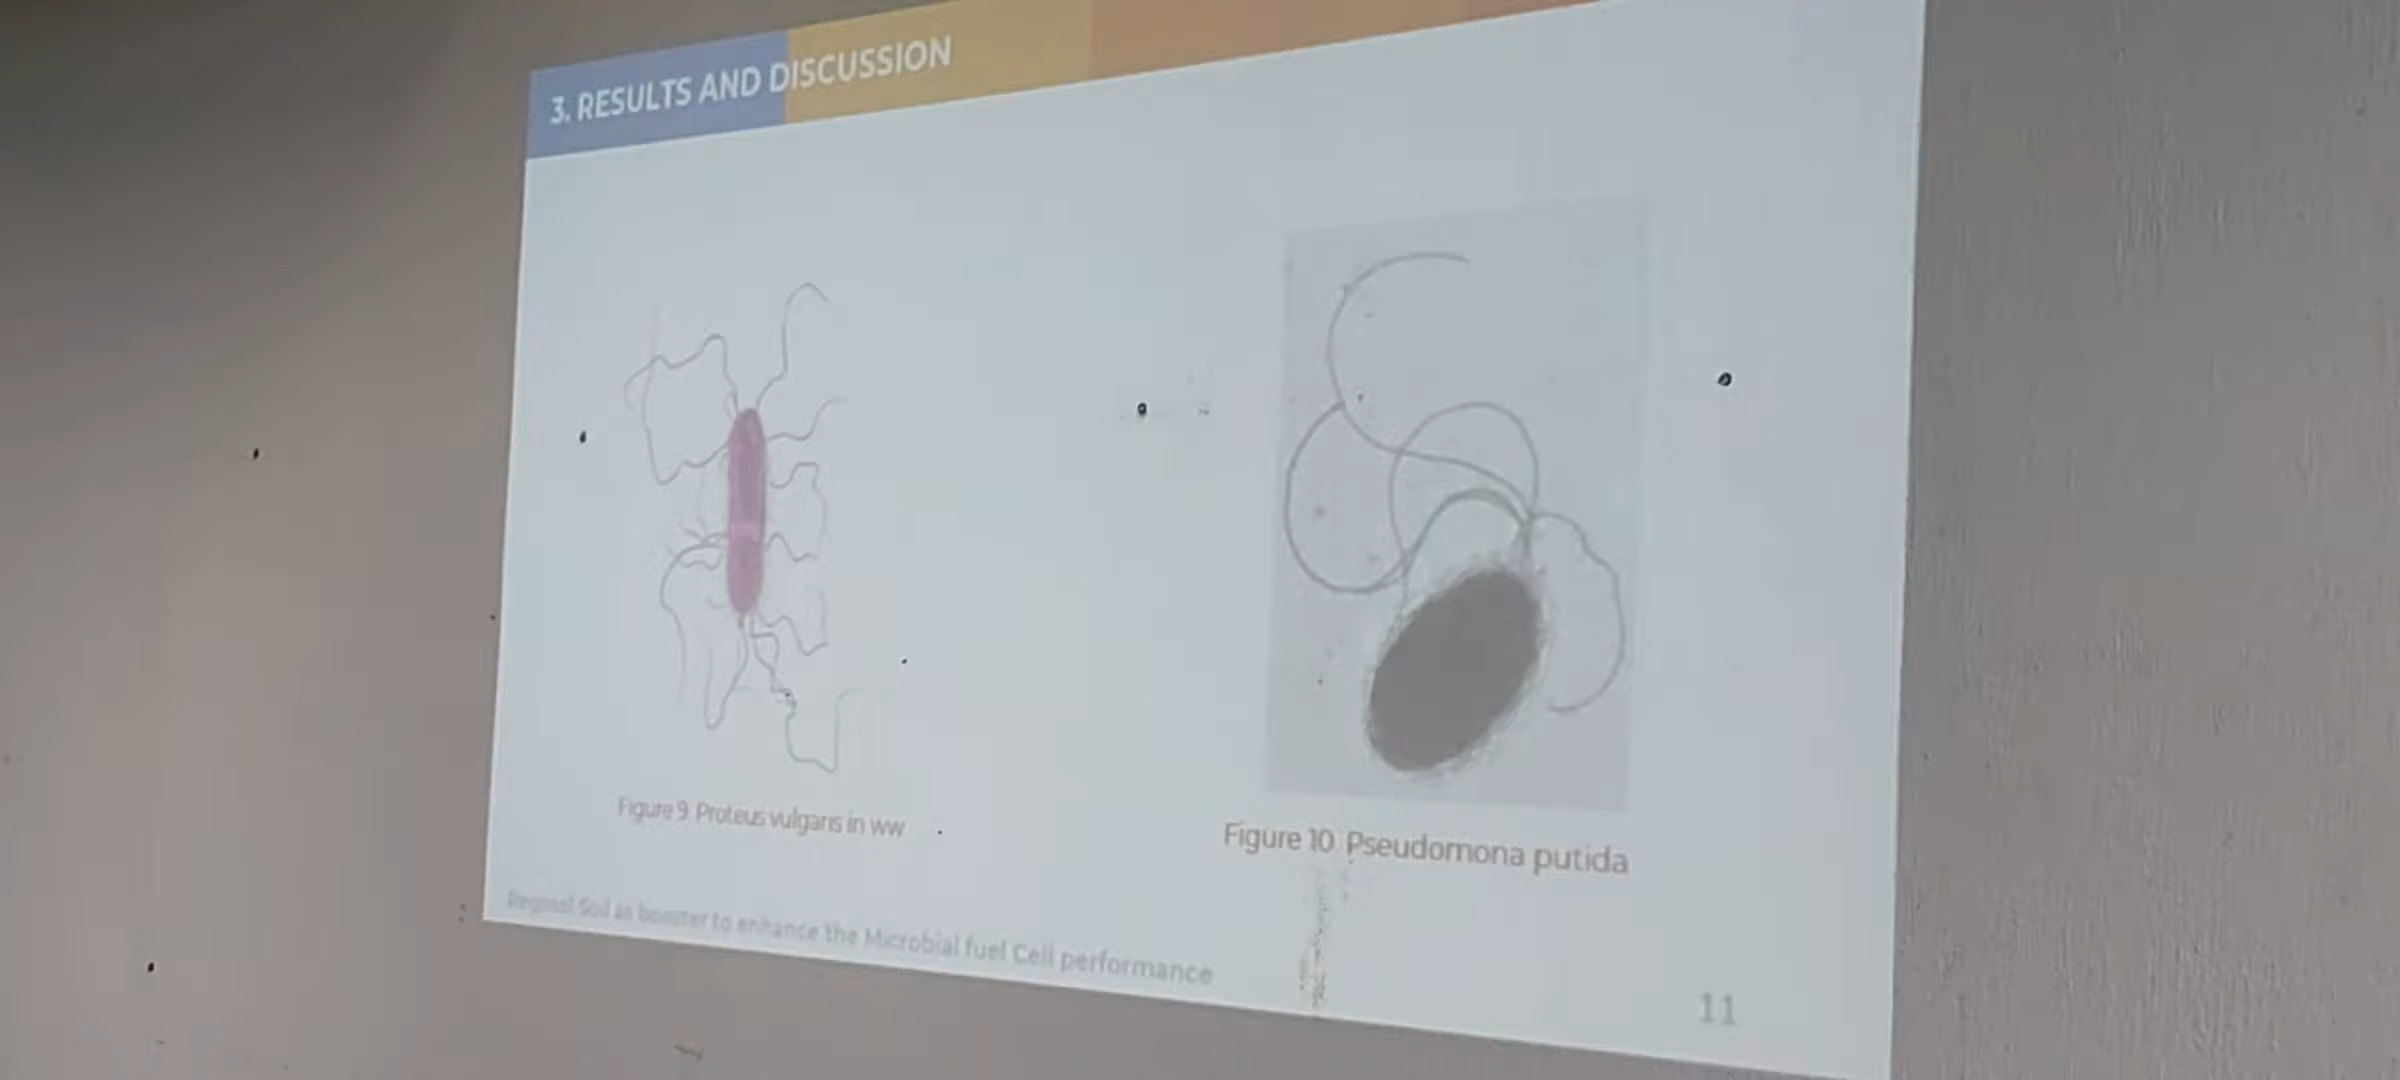 3. RESULTS AND DISCUSSION
Figure 9 Proteus vulgaris in ww
Figure 10 Pseudomona putida
Soil as booster to enhance the Microbial fuel Cell performance
11